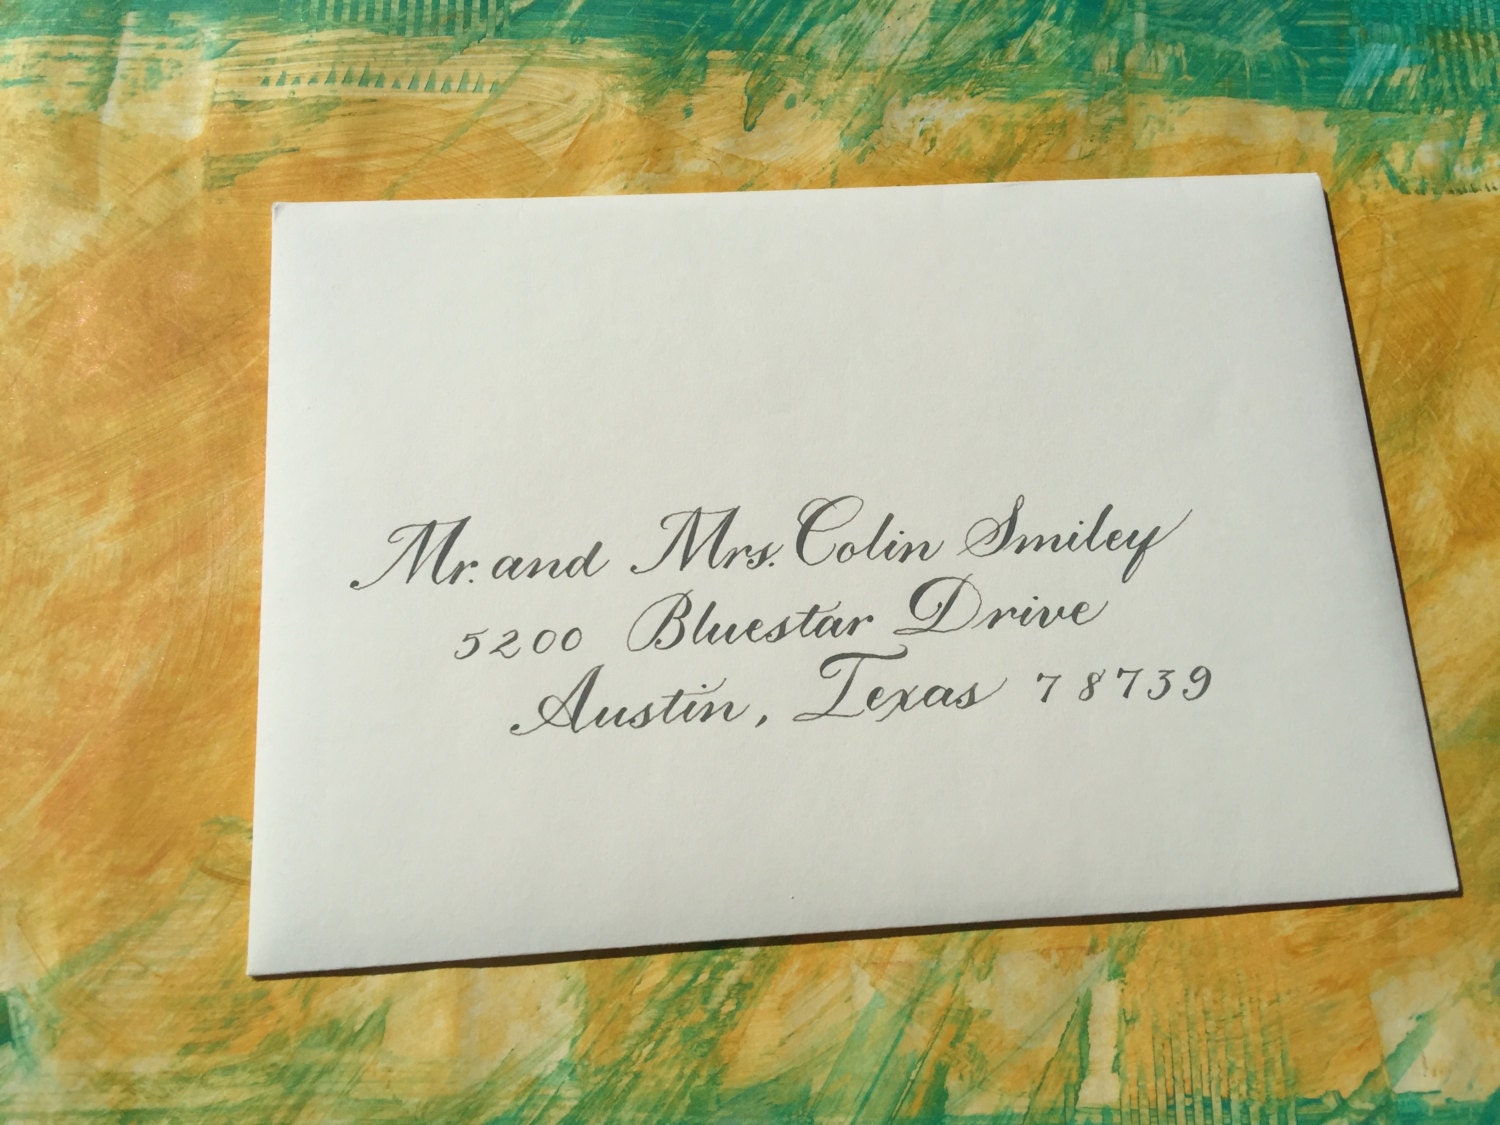 Mr. and Mrs. Colin Smiley
5200 Bluestar Drive
Austin, Texas 78739